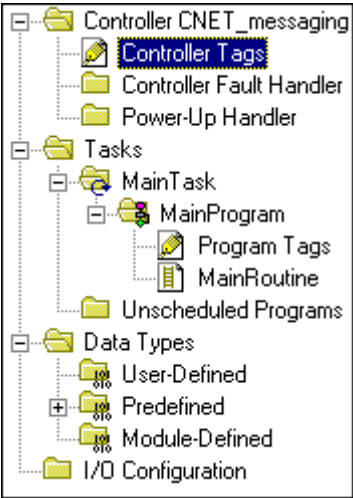 Controller CNET_messaging
Controller Tags
Controller Fault Handler
Power-Up Handler
Tasks
MainTask
MainProgram
Program Tags
MainRoutine
Unscheduled Programs
Data Types
User-Defined
Predefined
Module-Defined
I/O Configuration